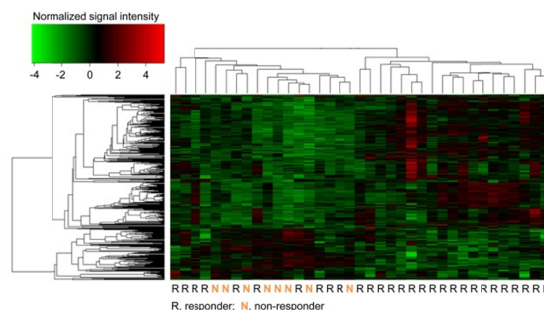 Normalized signal intensity
-4 -2 0 2 4
R R R R N N R N R N N N R N R R R N R R R R R R R R R R R R R R R R R R
R, responder; N, non-responder